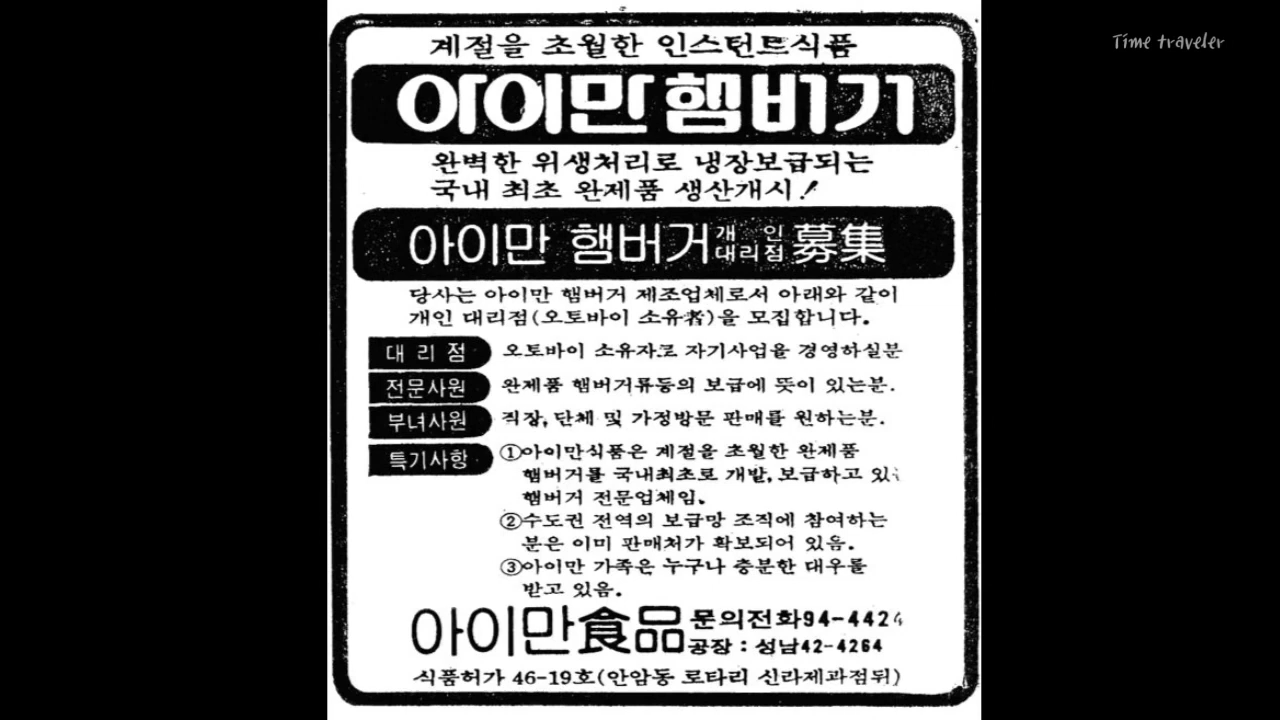 Time traveler
계절을 초월한 인스턴트식품
아이만 햄버거
완벽한 위생처리로 냉장보급되는
국내 최초 완제품 생산개시!
아이만 햄버거 개인 대리점 募集
당사는 아이만 햄버거 제조업체로서 아래와 같이
개인 대리점(오토바이 소유者)을 모집합니다.
대리점 오토바이 소유자로 자기사업을 경영하실분
전문사원 완제품 햄버거류등의 보급에 뜻이 있는분.
부녀사원 직장, 단체 및 가정방문 판매를 원하는분.
특기사항 ①아이만식품은 계절을 초월한 완제품
햄버거를 국내최초로 개발, 보급하고 있는
햄버거 전문업체임.
②수도권 전역의 보급망 조직에 참여하는
분은 이미 판매처가 확보되어 있음.
③아이만 가족은 누구나 충분한 대우를
받고 있음.
아이만食品 문의전화94-442
공장 : 성남42-4264
식품허가 46-19호(안암동 로타리 신라제과점뒤)